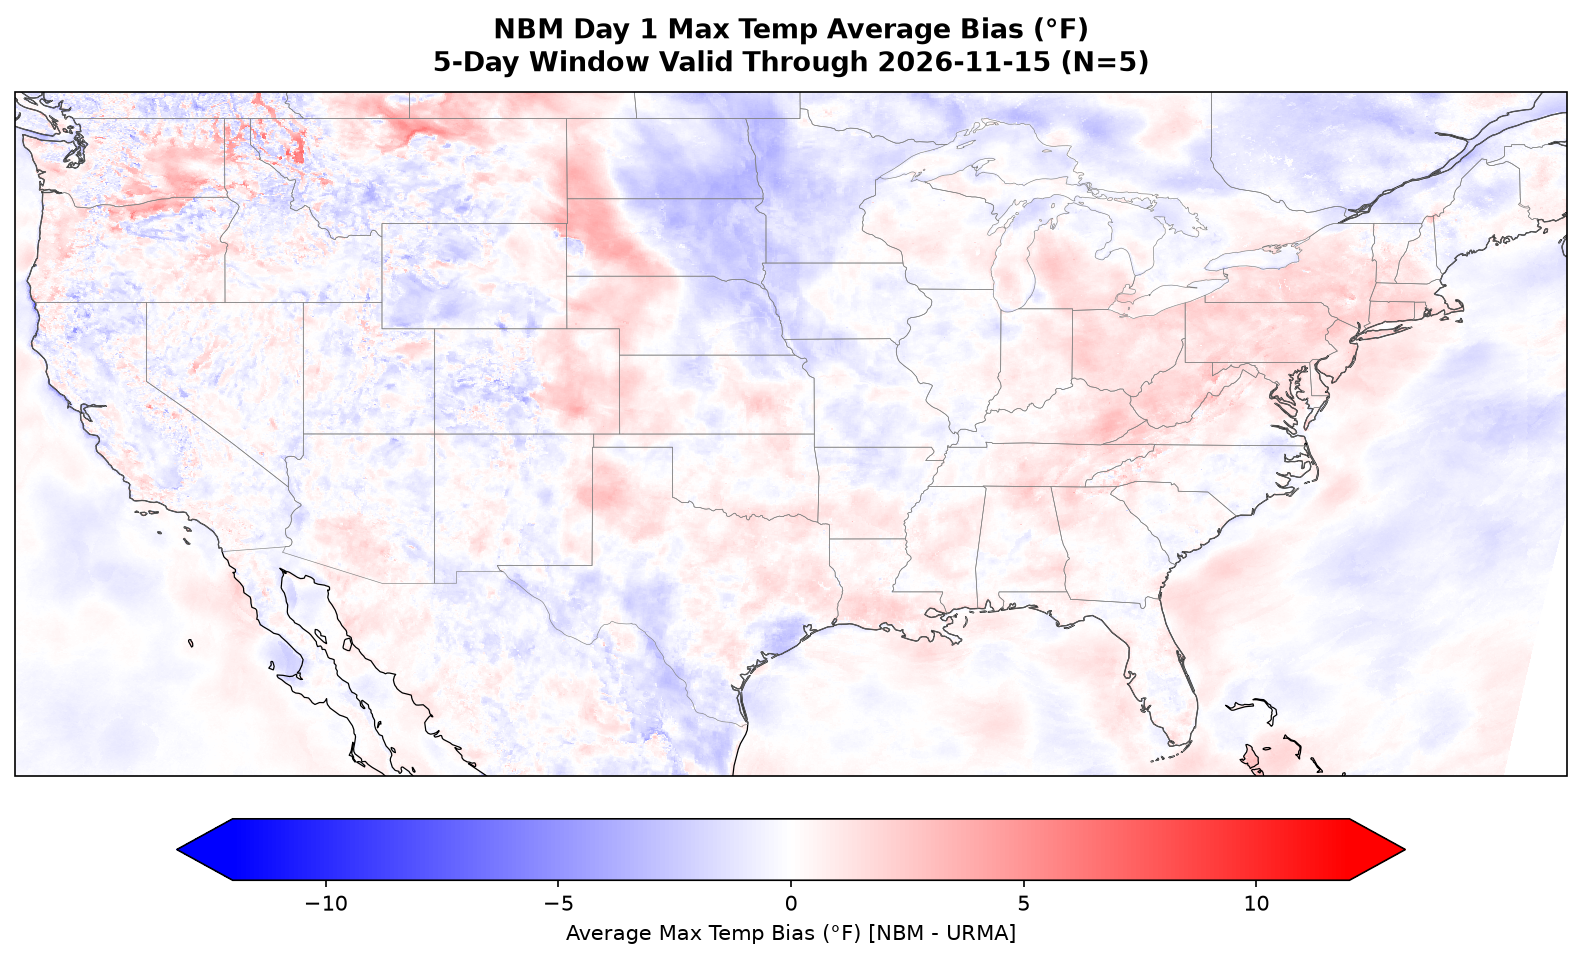 NBM Day 1 Max Temp Average Bias (°F)
5-Day Window Valid Through 2026-11-15 (N=5)
−10 −5 0 5 10
Average Max Temp Bias (°F) [NBM - URMA]